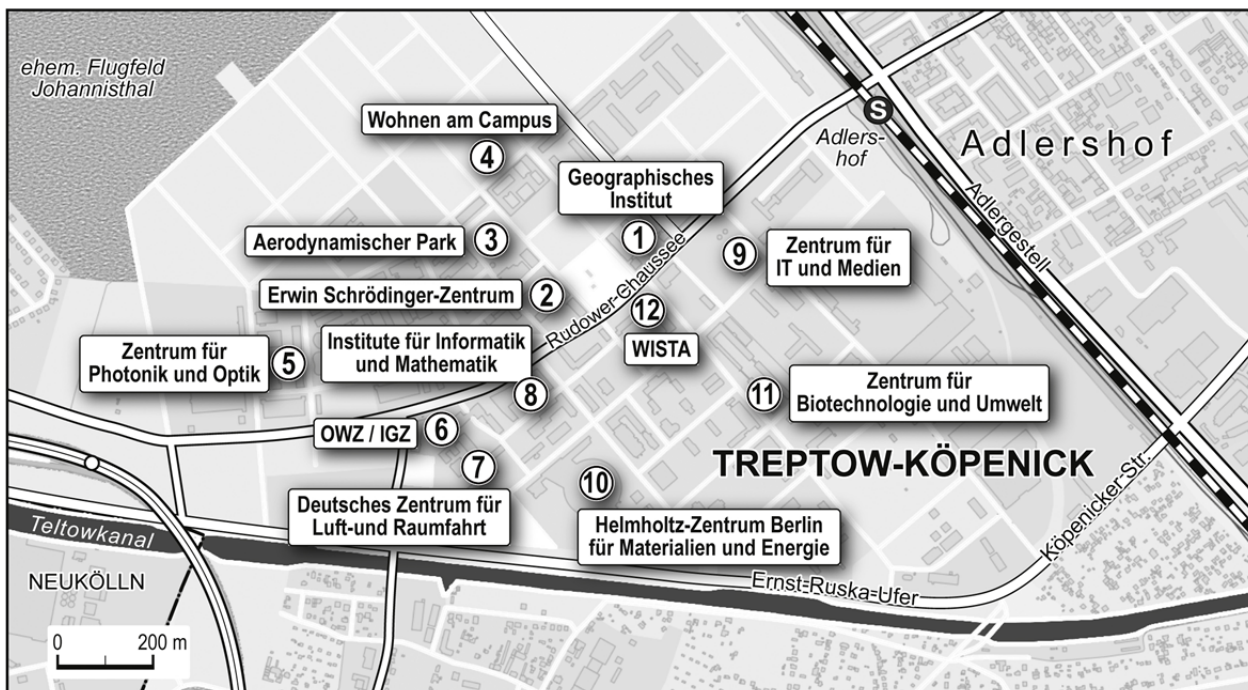 ehem. Flugfeld
Johannisthal
Wohnen am Campus
4
S
Adlers-
hof
Adlershof
Geographisches
Institut
1
Aerodynamischer Park
3
9
Zentrum für
IT und Medien
Adlergestell
Erwin Schrödinger-Zentrum
2
Rudower-Chaussee
12
WISTA
Institute für Informatik
und Mathematik
8
Zentrum für
Photonik und Optik
5
11
Zentrum für
Biotechnologie und Umwelt
OWZ / IGZ
6
7
Deutsches Zentrum für
Luft-und Raumfahrt
TREPTOW-KÖPENICK
10
Helmholtz-Zentrum Berlin
für Materialien und Energie
Köpenicker-Str.
Teltowkanal
Ernst-Ruska-Ufer
NEUKÖLLN
0 200 m